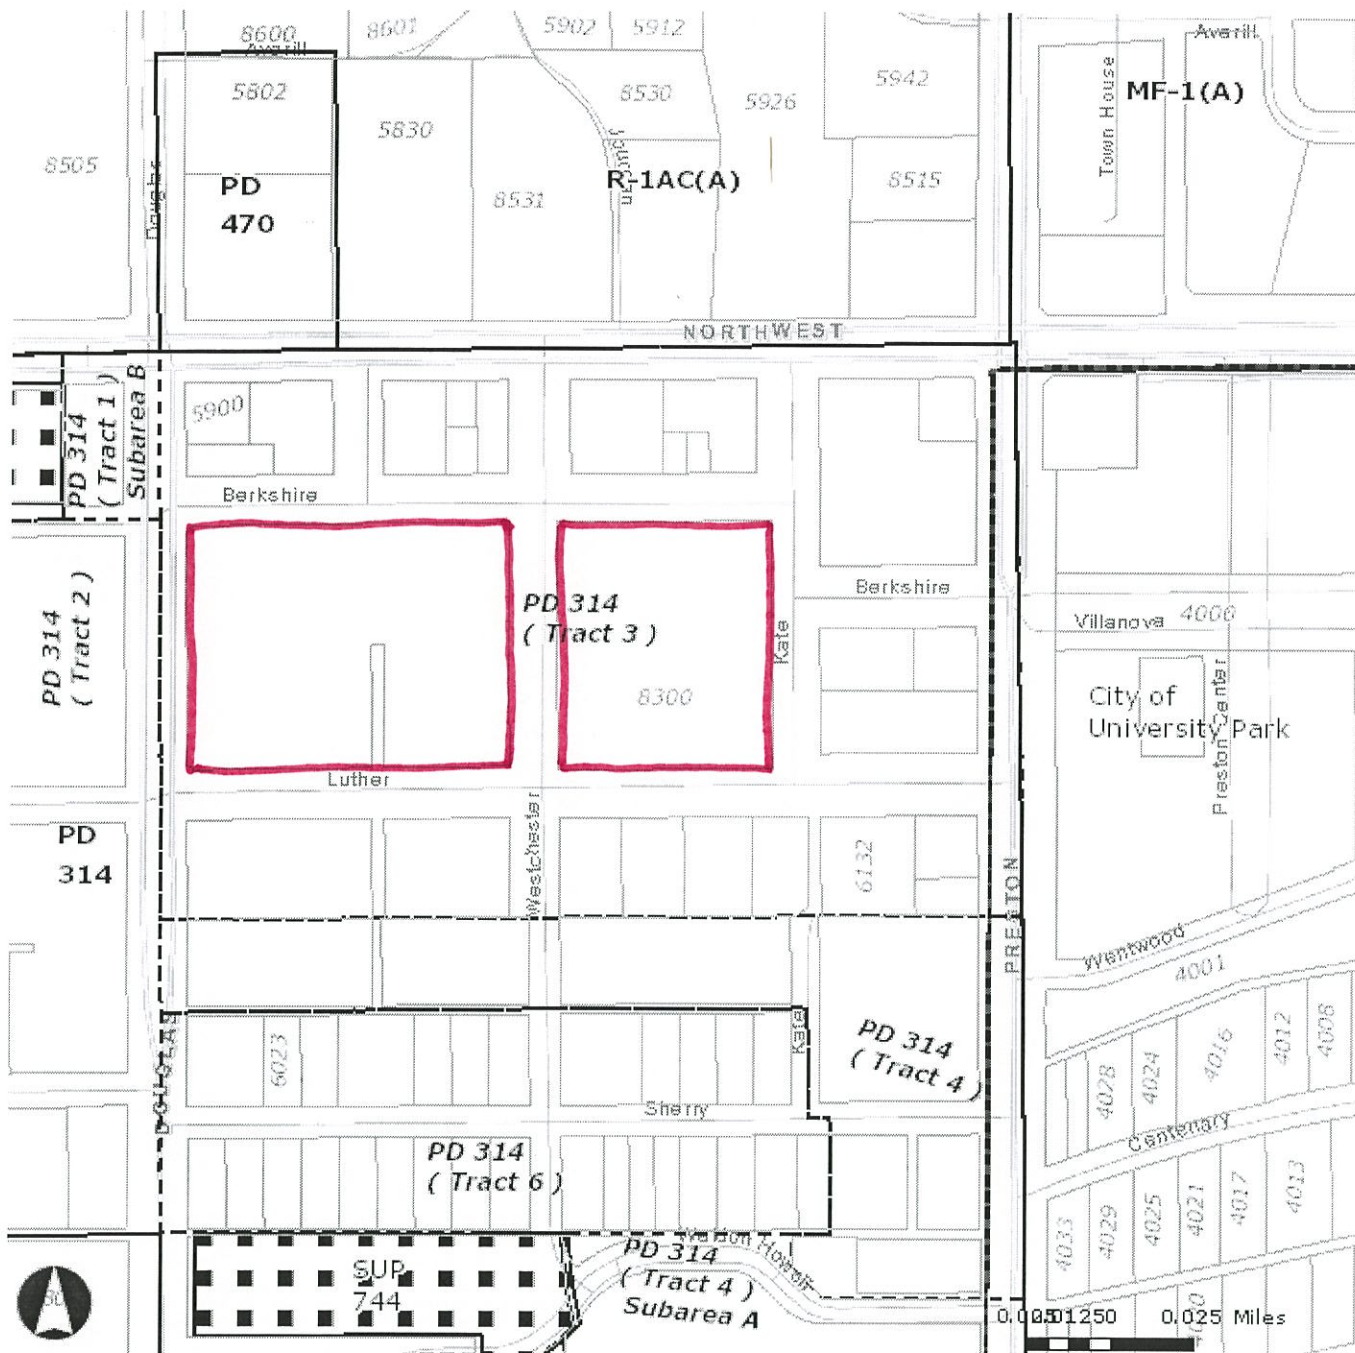 8600
8601
5902
5912
Averill
Averill
5802
5830
8530
5926
5942
Town House
MF-1(A)
8505
Douglas
PD
470
8531
R-1AC(A)
8515
NORTHWEST
PD 314
( Tract 1 )
Subarea B
5900
Berkshire
PD 314
( Tract 2 )
PD 314
( Tract 3 )
Kate
Berkshire
Villanova
4000
8300
City of
University Park
Preston Center
Luther
PD
314
Westchester
6132
PRESTON
Wentwood
4001
DOUGLAS
6023
Kate
PD 314
( Tract 4 )
4028
4024
4016
4012
4008
Sherry
Centenary
PD 314
( Tract 6 )
4033
4029
4025
4021
4017
4013
SUP
744
PD 314
( Tract 4 )
Subarea A
0.025 Miles